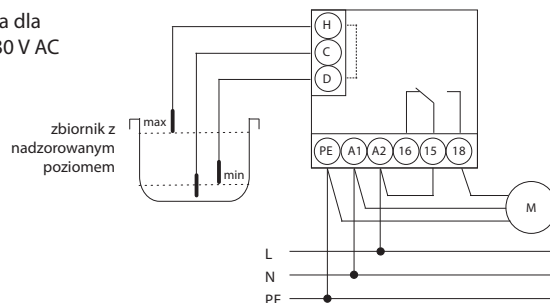 a dla
30 V AC
H
C
D
max
zbiornik z
nadzorowanym
poziomem
min
PE A1 A2 16 15 18
M
L
N
PE